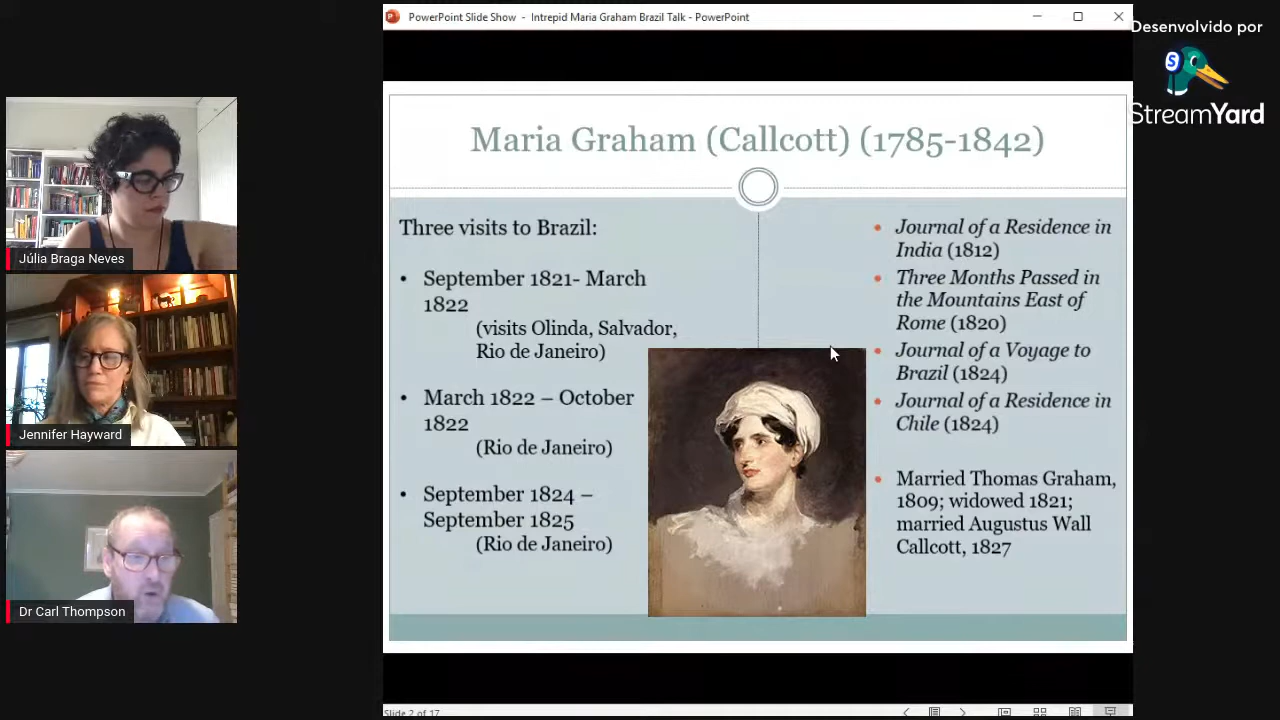 PowerPoint Slide Show - Intrepid Maria Graham Brazil Talk - PowerPoint
Desenvolvido por
S
StreamYard
Júlia Braga Neves
Jennifer Hayward
Dr Carl Thompson
Maria Graham (Callcott) (1785-1842)
Three visits to Brazil:
• September 1821- March
1822
(visits Olinda, Salvador,
Rio de Janeiro)
• March 1822 – October
1822
(Rio de Janeiro)
• September 1824 –
September 1825
(Rio de Janeiro)
• Journal of a Residence in
India (1812)
• Three Months Passed in
the Mountains East of
Rome (1820)
• Journal of a Voyage to
Brazil (1824)
• Journal of a Residence in
Chile (1824)
• Married Thomas Graham,
1809; widowed 1821;
married Augustus Wall
Callcott, 1827
Slide 2 of 17